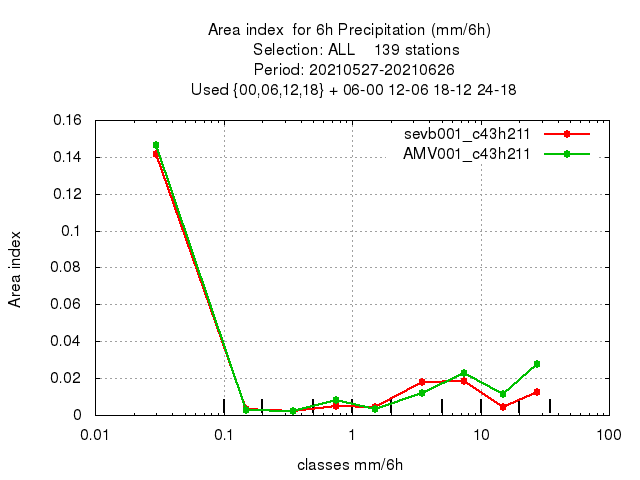 Area index for 6h Precipitation (mm/6h)
Selection: ALL 139 stations
Period: 20210527-20210626
Used {00,06,12,18} + 06-00 12-06 18-12 24-18
sevb001_c43h211
AMV001_c43h211
0.16
0.14
0.12
0.1
0.08
0.06
0.04
0.02
0
Area index
0.01 0.1 1 10 100
classes mm/6h